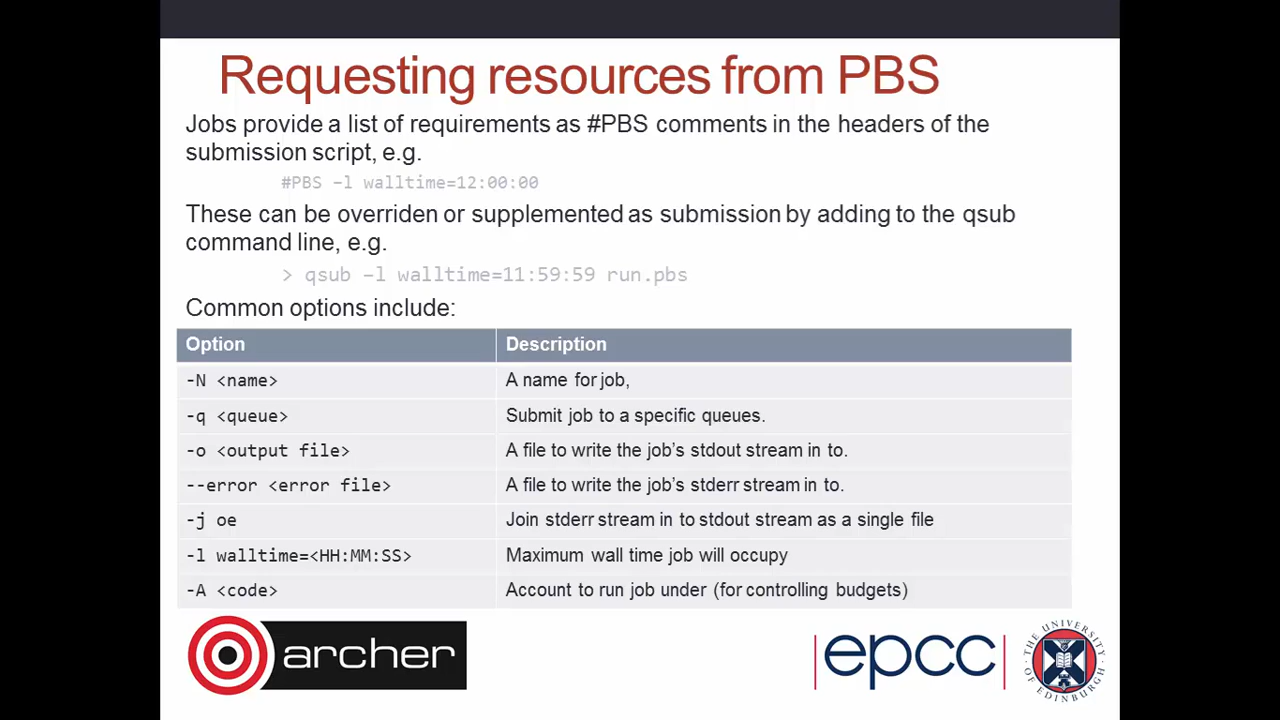 Requesting resources from PBS
Jobs provide a list of requirements as #PBS comments in the headers of the
submission script, e.g.
#PBS –l walltime=12:00:00
These can be overriden or supplemented as submission by adding to the qsub
command line, e.g.
> qsub –l walltime=11:59:59 run.pbs
Common options include:
Option Description
-N <name> A name for job,
-q <queue> Submit job to a specific queues.
-o <output file> A file to write the job’s stdout stream in to.
--error <error file> A file to write the job’s stderr stream in to.
-j oe Join stderr stream in to stdout stream as a single file
-l walltime=<HH:MM:SS> Maximum wall time job will occupy
-A <code> Account to run job under (for controlling budgets)
archer
epcc
THE UNIVERSITY OF EDINBURGH